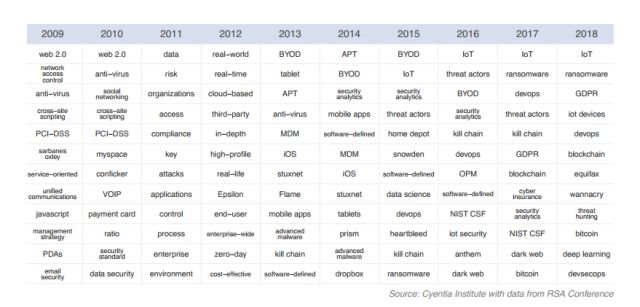 2009 2010 2011 2012 2013 2014 2015 2016 2017 2018
web 2.0 web 2.0 data real-world BYOD APT BYOD IoT IoT IoT
network access control anti-virus risk real-time tablet BYOD IoT threat actors ransomware ransomware
anti-virus social networking organizations cloud-based APT security analytics security analytics BYOD devops GDPR
cross-site scripting cross-site scripting access third-party anti-virus mobile apps threat actors security analytics threat actors iot devices
PCI-DSS PCI-DSS compliance in-depth MDM software-defined home depot kill chain kill chain devops
sarbanes oxley myspace key high-profile iOS MDM snowden devops GDPR blockchain
service-oriented conficker attacks real-life stuxnet iOS software-defined OPM blockchain equifax
unified communications VOIP applications Epsilon Flame stuxnet data science software-defined cyber insurance wannacry
javascript payment card control end-user mobile apps tablets devops NIST CSF security analytics threat hunting
management strategy ratio process enterprise-wide advanced malware prism heartbleed iot security NIST CSF bitcoin
PDAs security standard enterprise zero-day kill chain advanced malware kill chain anthem dark web deep learning
email security data security environment cost-effective software-defined dropbox ransomware dark web bitcoin devsecops
Source: Cyentia Institute with data from RSA Conference